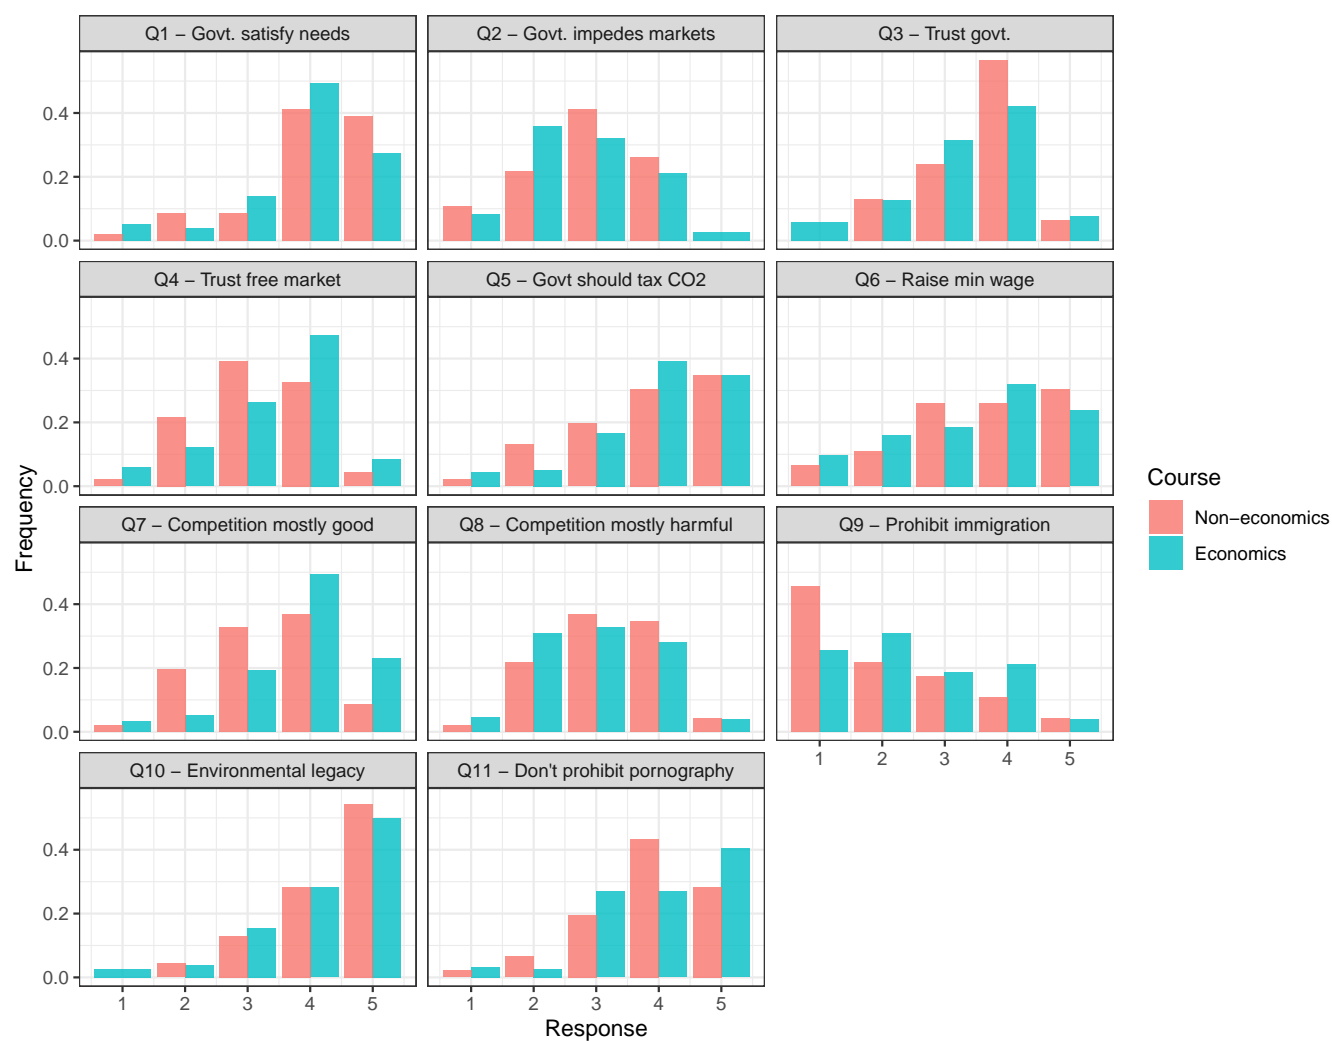 Q1 – Govt. satisfy needs
Q2 – Govt. impedes markets
Q3 – Trust govt.
0.4
0.2
0.0
Q4 – Trust free market
Q5 – Govt should tax CO2
Q6 – Raise min wage
0.4
0.2
0.0
Q7 – Competition mostly good
Q8 – Competition mostly harmful
Q9 – Prohibit immigration
0.4
0.2
0.0
1 2 3 4 5
Q10 – Environmental legacy
Q11 – Don't prohibit pornography
0.4
0.2
0.0
1 2 3 4 5
1 2 3 4 5
Response
Frequency
Course
Non−economics
Economics